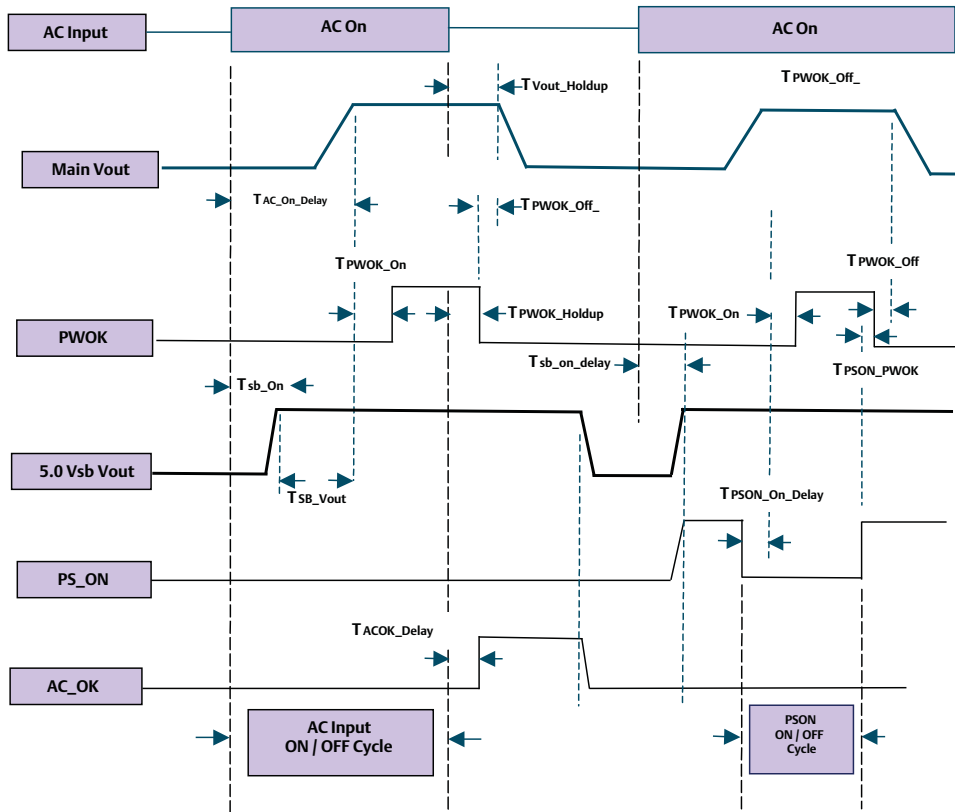 AC Input
AC On
AC On
T Vout_Holdup
T PWOK_Off_
Main Vout
T AC_On_Delay
T PWOK_Off_
T PWOK_On
T PWOK_Off
T PWOK_Holdup
T PWOK_On
PWOK
T sb_on_delay
T PSON_PWOK
T Sb_On
5.0 Vsb Vout
T SB_Vout
T PSON_On_Delay
PS_ON
T ACOK_Delay
AC_OK
AC Input
ON / OFF Cycle
PSON
ON / OFF
Cycle